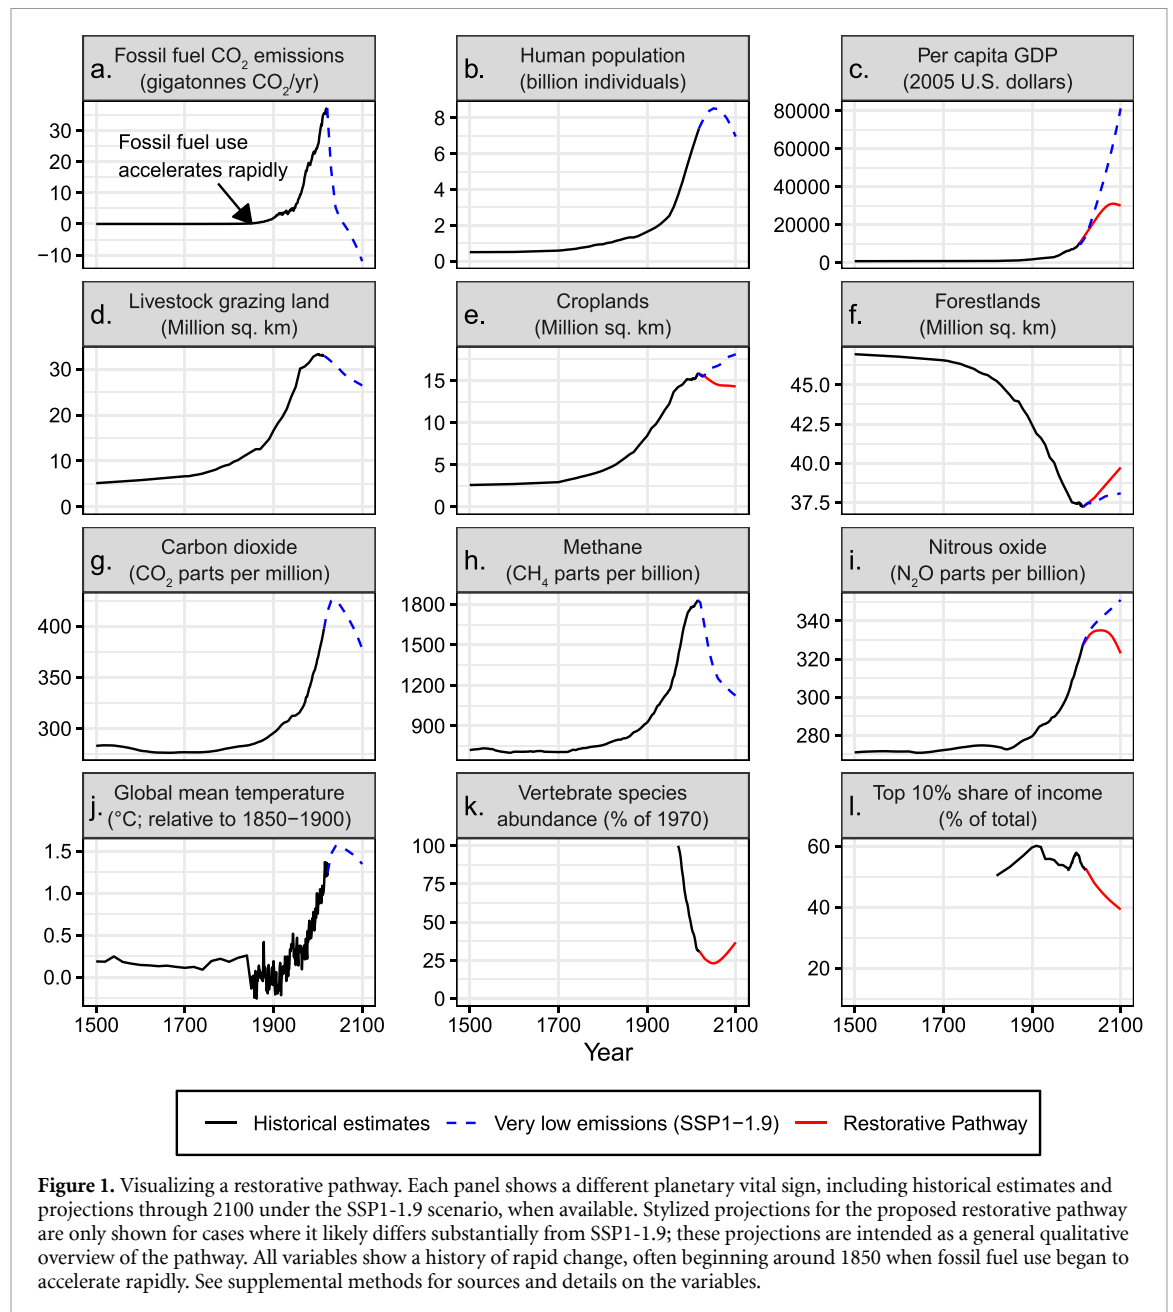 a. Fossil fuel CO2 emissions
(gigatonnes CO2/yr)
b. Human population
(billion individuals)
c. Per capita GDP
(2005 U.S. dollars)
30
20
10
0
−10
Fossil fuel use
accelerates rapidly
8
6
4
2
0
80000
60000
40000
20000
0
d. Livestock grazing land
(Million sq. km)
e. Croplands
(Million sq. km)
f. Forestlands
(Million sq. km)
30
20
10
0
15
10
5
0
45.0
42.5
40.0
37.5
g. Carbon dioxide
(CO2 parts per million)
h. Methane
(CH4 parts per billion)
i. Nitrous oxide
(N2O parts per billion)
400
350
300
1800
1500
1200
900
340
320
300
280
j. Global mean temperature
(°C; relative to 1850−1900)
k. Vertebrate species
abundance (% of 1970)
l. Top 10% share of income
(% of total)
1.5
1.0
0.5
0.0
100
75
50
25
0
60
40
20
1500 1700 1900 2100
1500 1700 1900 2100
1500 1700 1900 2100
Year
Historical estimates
Very low emissions (SSP1−1.9)
Restorative Pathway
Figure 1. Visualizing a restorative pathway. Each panel shows a different planetary vital sign, including historical estimates and
projections through 2100 under the SSP1-1.9 scenario, when available. Stylized projections for the proposed restorative pathway
are only shown for cases where it likely differs substantially from SSP1-1.9; these projections are intended as a general qualitative
overview of the pathway. All variables show a history of rapid change, often beginning around 1850 when fossil fuel use began to
accelerate rapidly. See supplemental methods for sources and details on the variables.